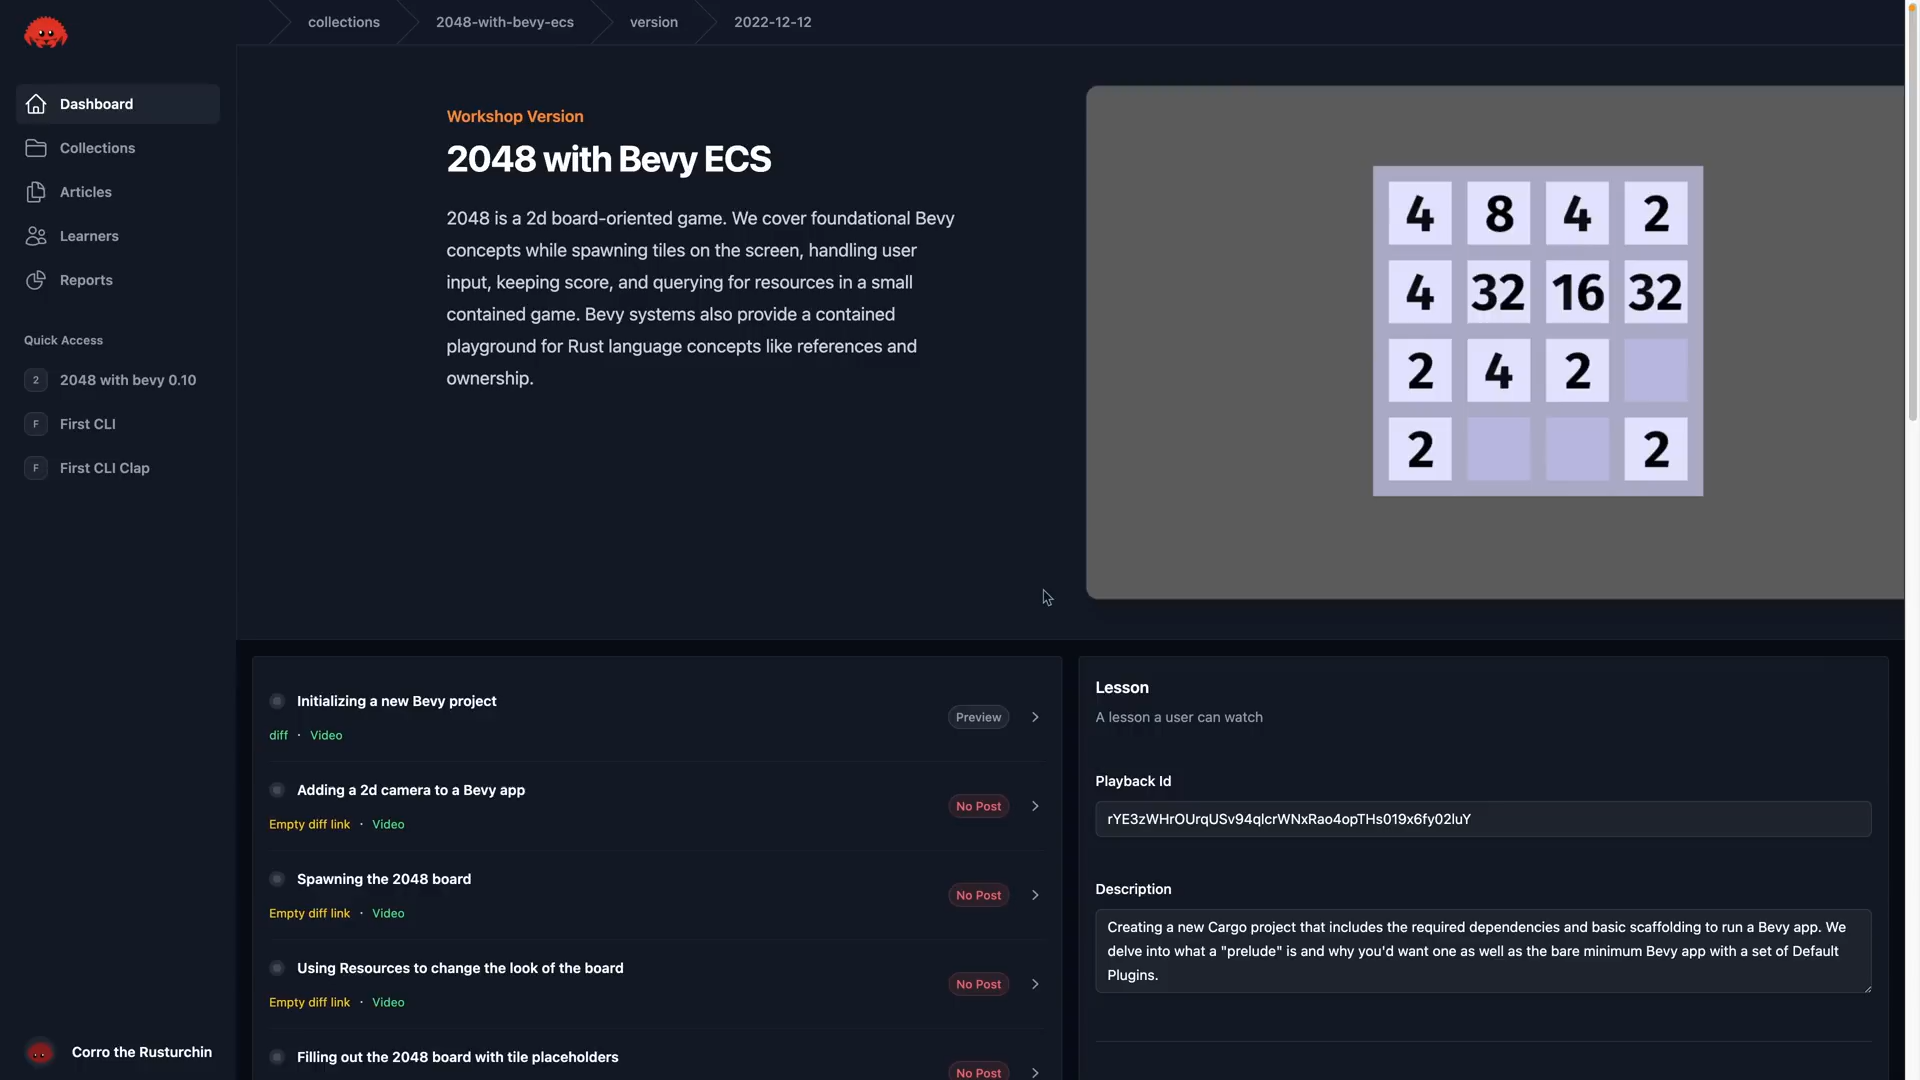 collections
2048-with-bevy-ecs
version
2022-12-12
Dashboard
Collections
Articles
Learners
Reports
Quick Access
2 2048 with bevy 0.10
F First CLI
F First CLI Clap
Corro the Rusturchin
Workshop Version
2048 with Bevy ECS
2048 is a 2d board-oriented game. We cover foundational Bevy
concepts while spawning tiles on the screen, handling user
input, keeping score, and querying for resources in a small
contained game. Bevy systems also provide a contained
playground for Rust language concepts like references and
ownership.
4 8 4 2
4 32 16 32
2 4 2
2 2
Initializing a new Bevy project
diff · Video
Preview
Adding a 2d camera to a Bevy app
Empty diff link · Video
No Post
Spawning the 2048 board
Empty diff link · Video
No Post
Using Resources to change the look of the board
Empty diff link · Video
No Post
Filling out the 2048 board with tile placeholders
No Post
Lesson
A lesson a user can watch
Playback Id
rYE3zWHrOUrqUSv94qlcrWNxRao4opTHs019x6fy02luY
Description
Creating a new Cargo project that includes the required dependencies and basic scaffolding to run a Bevy app. We
delve into what a "prelude" is and why you'd want one as well as the bare minimum Bevy app with a set of Default
Plugins.